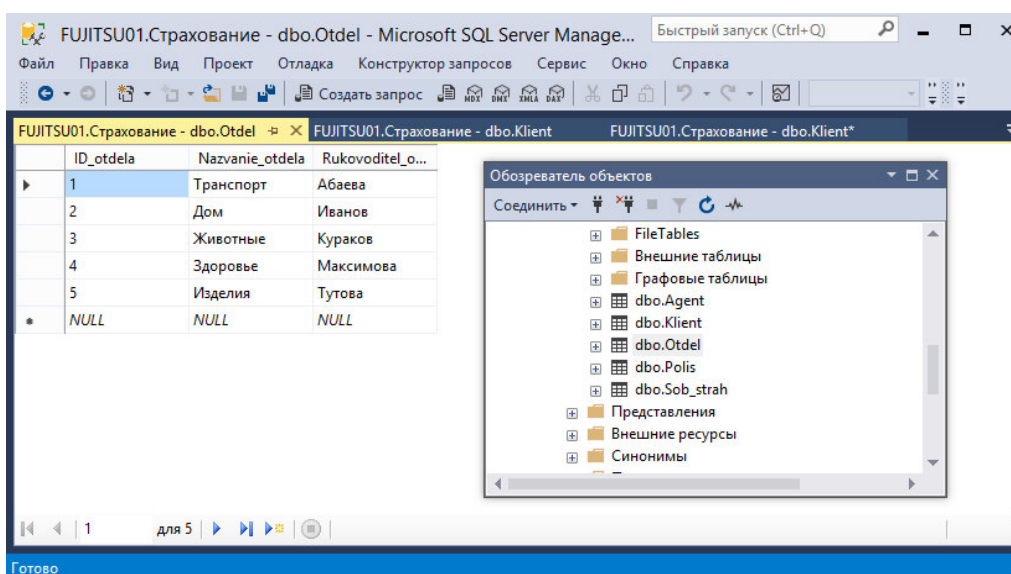 FUJITSU01.Страхование - dbo.Otdel - Microsoft SQL Server Manage...
Быстрый запуск (Ctrl+Q)
Файл Правка Вид Проект Отладка Конструктор запросов Сервис Окно Справка
Создать запрос MDX DMX XMLA DAX
FUJITSU01.Страхование - dbo.Otdel FUJITSU01.Страхование - dbo.Klient FUJITSU01.Страхование - dbo.Klient*
ID_otdela Nazvanie_otdela Rukovoditel_o...
1 Транспорт Абаева
2 Дом Иванов
3 Животные Кураков
4 Здоровье Максимова
5 Изделия Тутова
NULL NULL NULL
Обозреватель объектов
Соединить
FileTables
Внешние таблицы
Графовые таблицы
dbo.Agent
dbo.Klient
dbo.Otdel
dbo.Polis
dbo.Sob_strah
Представления
Внешние ресурсы
Синонимы
1 для 5
Готово